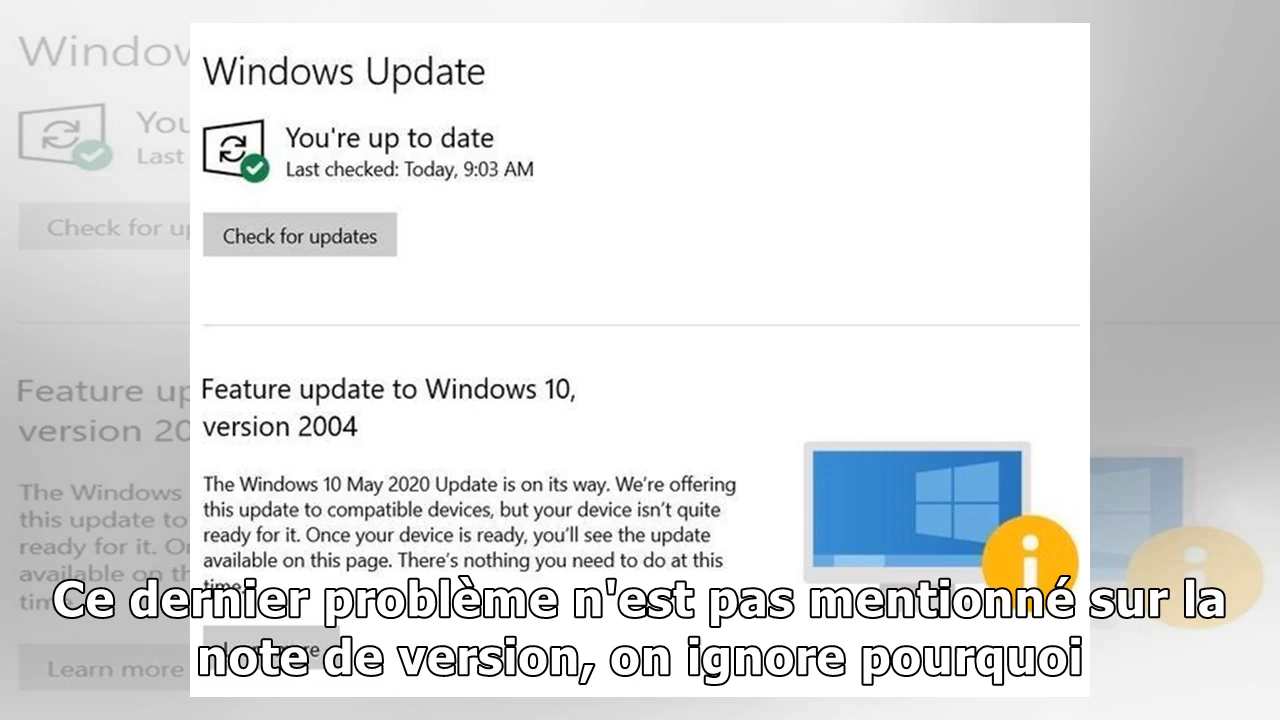 Windows Update
You're up to date
Last checked: Today, 9:03 AM
Check for updates
Feature update to Windows 10,
version 2004
The Windows 10 May 2020 Update is on its way. We're offering
this update to compatible devices, but your device isn't quite
ready for it. Once your device is ready, you'll see the update
available on this page. There's nothing you need to do at this
time.
Ce dernier problème n'est pas mentionné sur la
note de version, on ignore pourquoi
Learn more